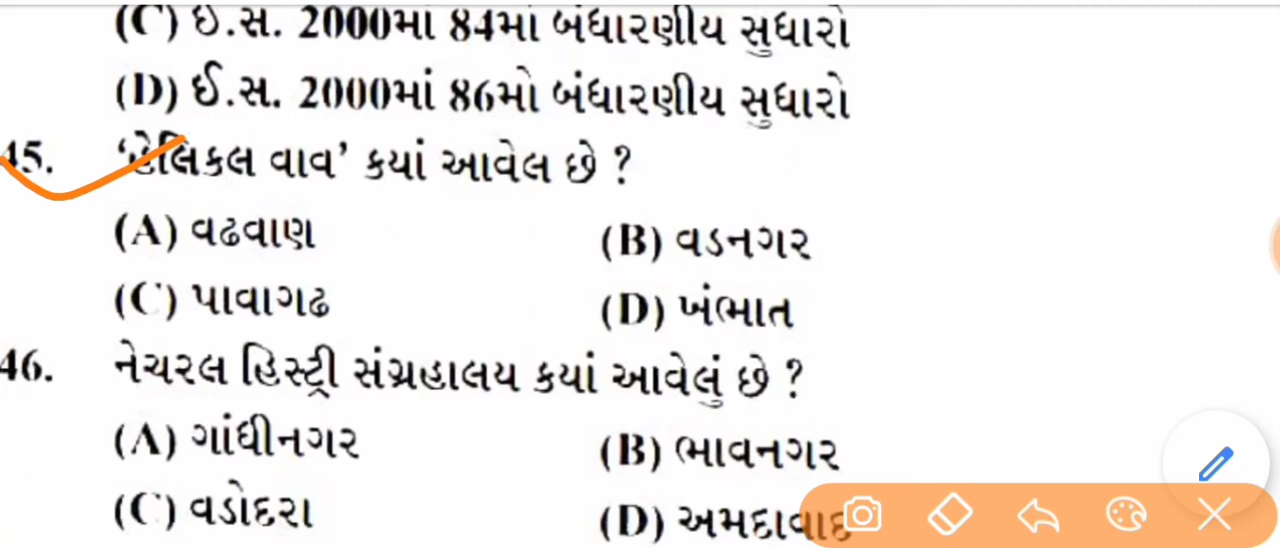 (C) ઇ.સ. 2000માં 84માં બંધારણીય સુધારો
(D) ઈ.સ. 2000માં 86મો બંધારણીય સુધારો
45. ‘હેલિકલ વાવ’ કયાં આવેલ છે ?
(A) વઢવાણ (B) વડનગર
(C) પાવાગઢ (D) ખંભાત
46. નેચરલ હિસ્ટ્રી સંગ્રહાલય કયાં આવેલું છે ?
(A) ગાંધીનગર (B) ભાવનગર
(C) વડોદરા (D) અમદાવાદ